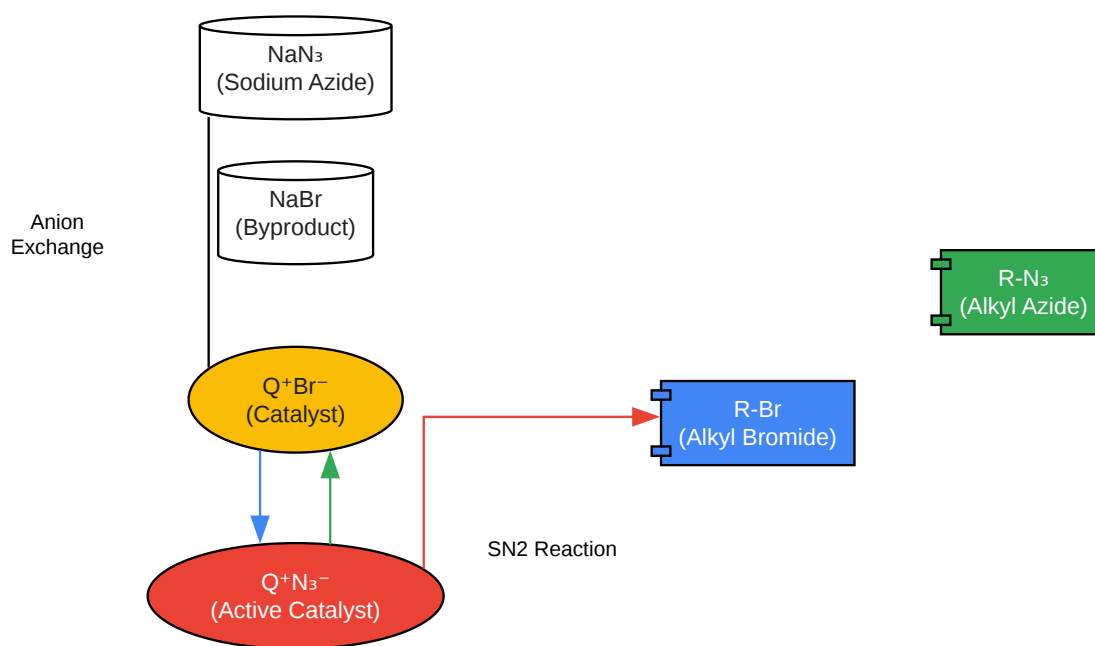 NaN₃
(Sodium Azide)
NaBr
(Byproduct)
Anion
Exchange
R-N₃
(Alkyl Azide)
Q⁺Br⁻
(Catalyst)
R-Br
(Alkyl Bromide)
SN2 Reaction
Q⁺N₃⁻
(Active Catalyst)